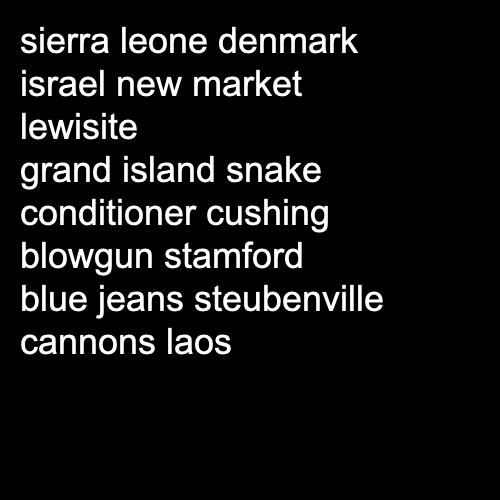 sierra leone denmark
israel new market
lewisite
grand island snake
conditioner cushing
blowgun stamford
blue jeans steubenville
cannons laos